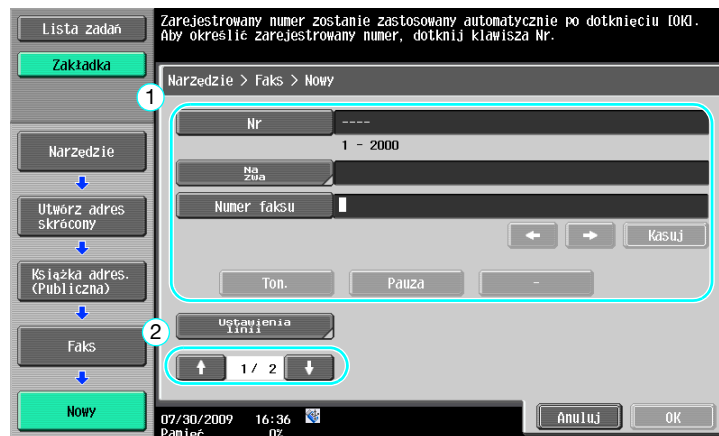 Lista zadań
Zakładka
Narzędzie
Utwórz adres
skrócony
Książka adres.
(Publiczna)
Faks
Nowy
Zarejestrowany numer zostanie zastosowany automatycznie po dotknięciu [OK].
Aby określić zarejestrowany numer, dotknij klawisza Nr.
Narzędzie > Faks > Nowy
1
Nr ----
1 - 2000
Na
zwa
Numer faksu
Kasuj
Ton. Pauza -
2
Ustawienia
linii
1/ 2
Anuluj OK
07/30/2009 16:36
Pamięć 0%